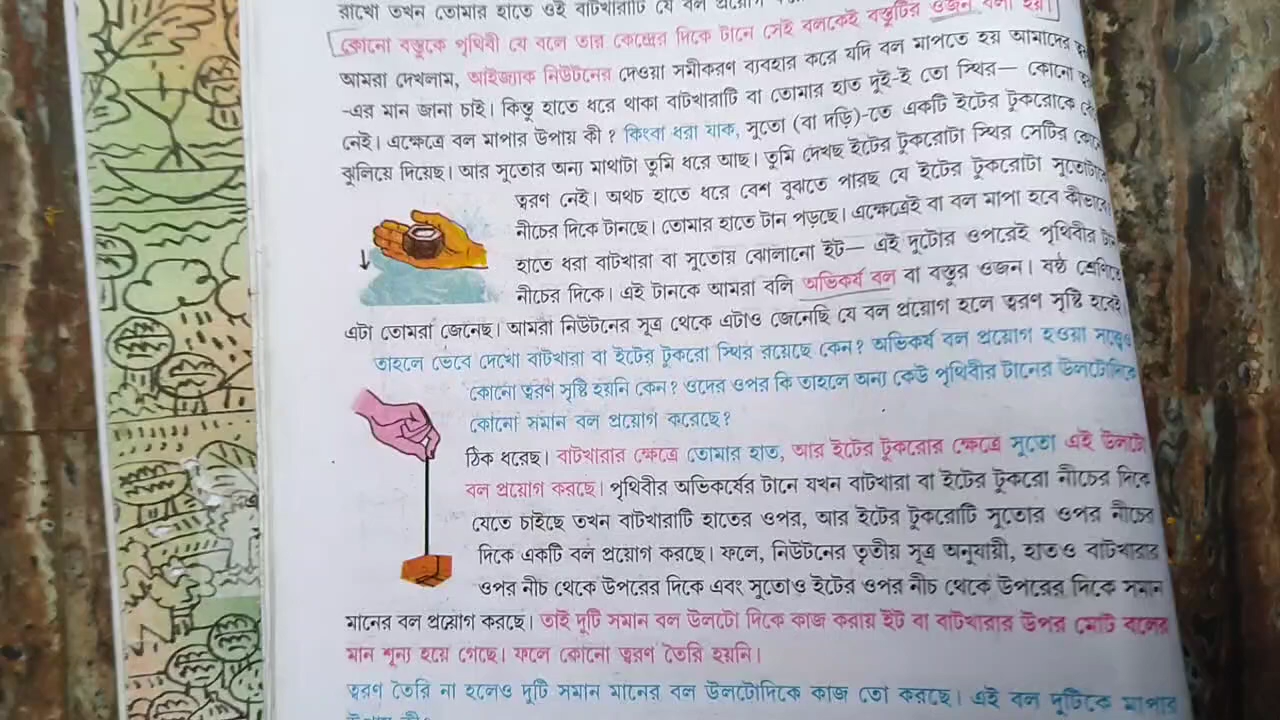 রাখো তখন তোমার হাতে ওই বাটখারাটি যে বল প্রয়োগ
কোনো বস্তুকে পৃথিবী যে বলে তার কেন্দ্রের দিকে টানে সেই বলকেই বস্তুটির ওজন বলা হয়।
আমরা দেখলাম, আইজ্যাক নিউটনের দেওয়া সমীকরণ ব্যবহার করে যদি বল মাপতে হয় আমাদের
-এর মান জানা চাই। কিন্তু হাতে ধরে থাকা বাটখারাটি বা তোমার হাত দুই-ই তো স্থির— কোনো
নেই। এক্ষেত্রে বল মাপার উপায় কী? কিংবা ধরা যাক, সুতো (বা দড়ি)-তে একটি ইটের টুকরোকে
ঝুলিয়ে দিয়েছ। আর সুতোর অন্য মাথাটা তুমি ধরে আছ। তুমি দেখছ ইটের টুকরোটা স্থির সেটির
ত্বরণ নেই। অথচ হাতে ধরে বেশ বুঝতে পারছ যে ইটের টুকরোটা সুতোটাকে
নীচের দিকে টানছে। তোমার হাতে টান পড়ছে। এক্ষেত্রেই বা বল মাপা হবে কীভাবে?
হাতে ধরা বাটখারা বা সুতোয় ঝোলানো ইট— এই দুটোর ওপরেই পৃথিবীর টান
নীচের দিকে। এই টানকে আমরা বলি অভিকর্ষ বল বা বস্তুর ওজন। ষষ্ঠ শ্রেণিতে
এটা তোমরা জেনেছ। আমরা নিউটনের সূত্র থেকে এটাও জেনেছি যে বল প্রয়োগ হলে ত্বরণ সৃষ্টি হবেই।
তাহলে ভেবে দেখো বাটখারা বা ইটের টুকরো স্থির রয়েছে কেন? অভিকর্ষ বল প্রয়োগ হওয়া সত্ত্বেও
কোনো ত্বরণ সৃষ্টি হয়নি কেন? ওদের ওপর কি তাহলে অন্য কেউ পৃথিবীর টানের উলটোদিকে
কোনো সমান বল প্রয়োগ করেছে?
ঠিক ধরেছ। বাটখারার ক্ষেত্রে তোমার হাত, আর ইটের টুকরোর ক্ষেত্রে সুতো এই উলটো
বল প্রয়োগ করছে। পৃথিবীর অভিকর্ষের টানে যখন বাটখারা বা ইটের টুকরো নীচের দিকে
যেতে চাইছে তখন বাটখারাটি হাতের ওপর, আর ইটের টুকরোটি সুতোর ওপর নীচের
দিকে একটি বল প্রয়োগ করছে। ফলে, নিউটনের তৃতীয় সূত্র অনুযায়ী, হাতও বাটখারার
ওপর নীচ থেকে উপরের দিকে এবং সুতোও ইটের ওপর নীচ থেকে উপরের দিকে সমান
মানের বল প্রয়োগ করছে। তাই দুটি সমান বল উলটো দিকে কাজ করায় ইট বা বাটখারার উপর মোট বলের
মান শূন্য হয়ে গেছে। ফলে কোনো ত্বরণ তৈরি হয়নি।
ত্বরণ তৈরি না হলেও দুটি সমান মানের বল উলটোদিকে কাজ তো করছে। এই বল দুটিকে মাপার